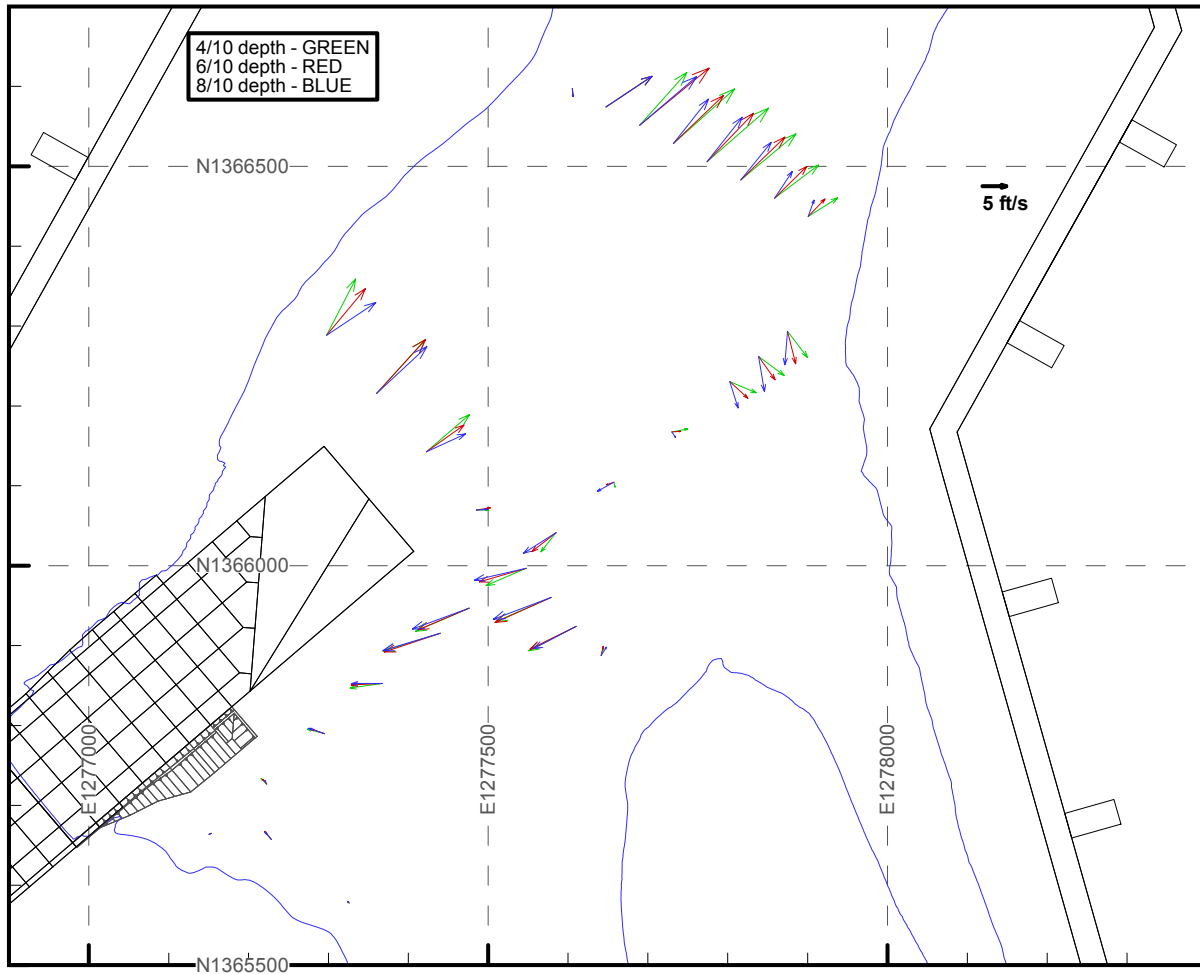 4/10 depth - GREEN
6/10 depth - RED
8/10 depth - BLUE
N1366500
5 ft/s
N1366000
E1277000
E1277500
E1278000
N1365500